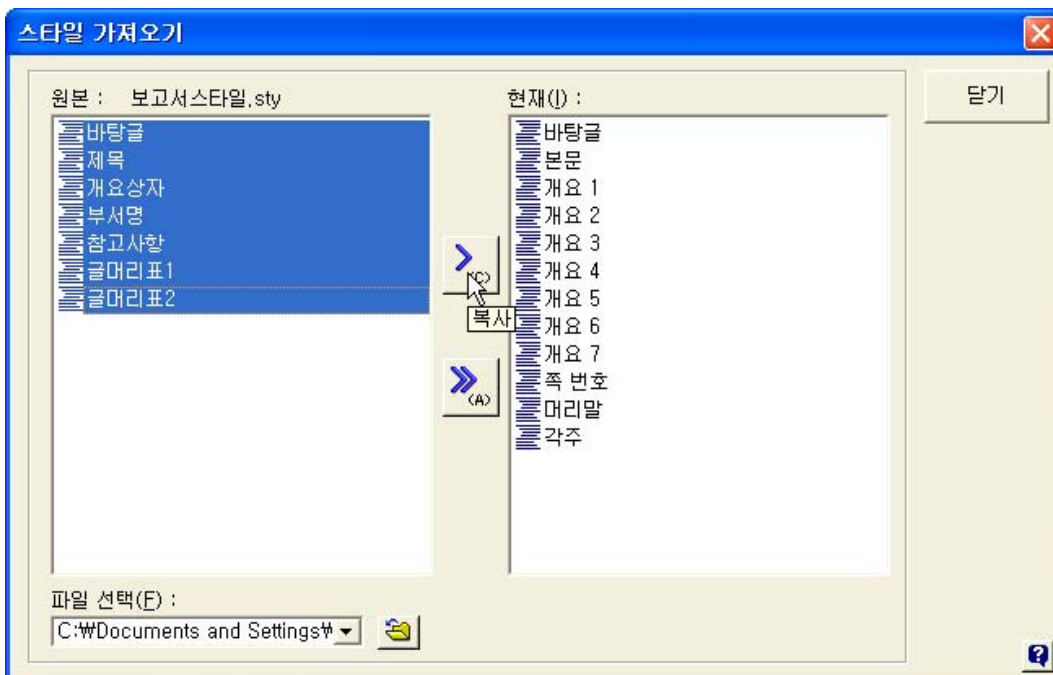 스타일 가져오기
원본 : 보고서스타일.sty
바탕글
제목
개요상자
부서명
참고사항
글머리표1
글머리표2
(C)
복사
(A)
현재(I) :
바탕글
본문
개요 1
개요 2
개요 3
개요 4
개요 5
개요 6
개요 7
쪽 번호
머리말
각주
닫기
파일 선택(F) :
C:₩Documents and Settings₩
?